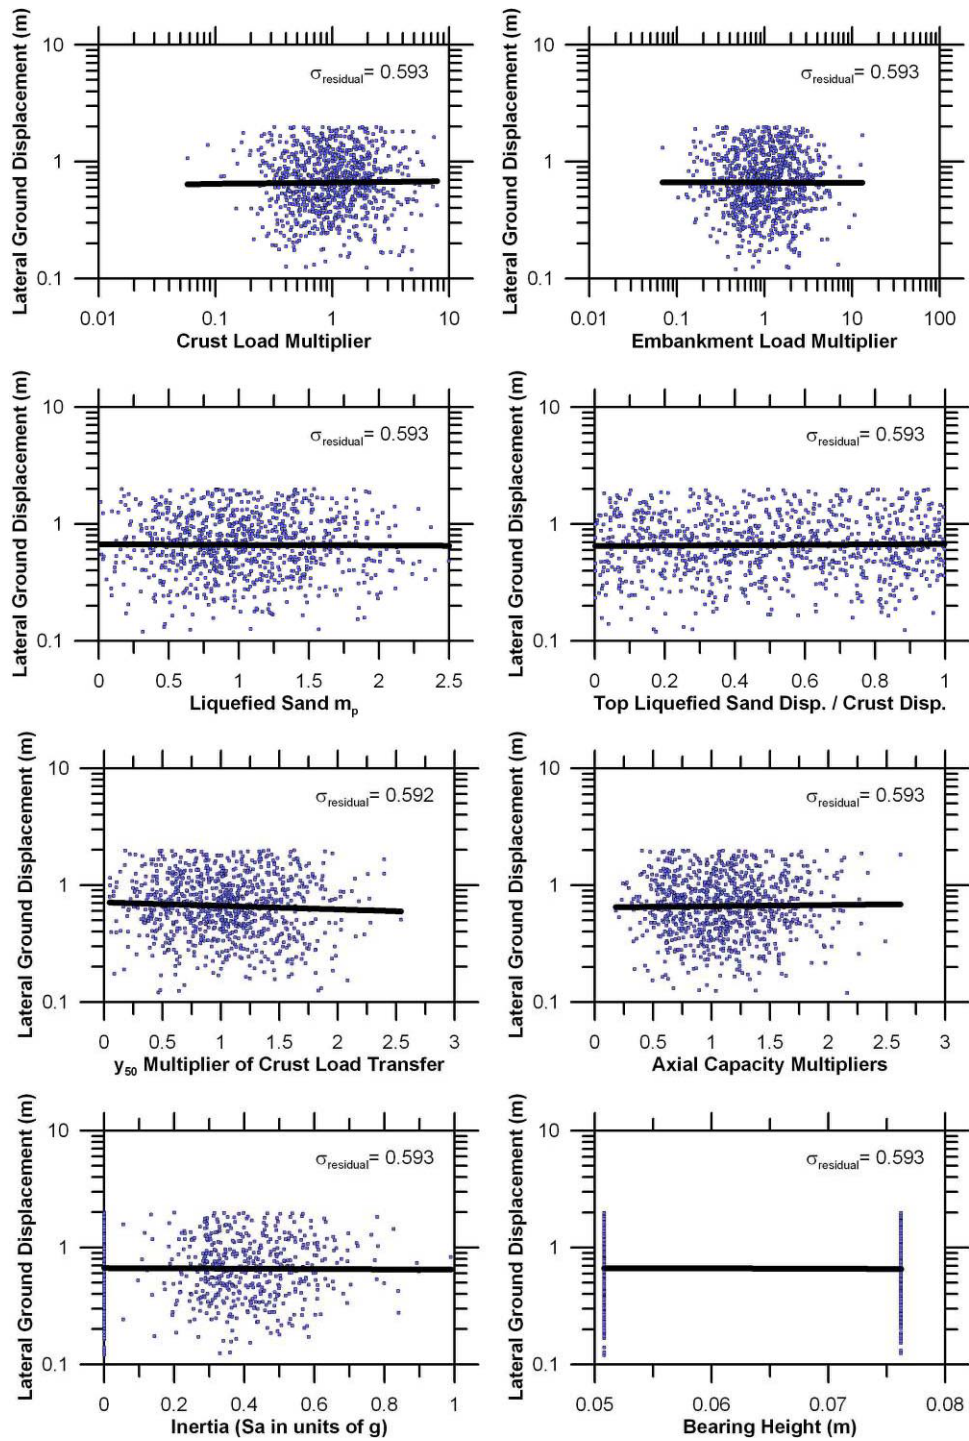 Lateral Ground Displacement (m)
10
1
0.1
σresidual= 0.593
0.01
0.1
1
10
Crust Load Multiplier
Lateral Ground Displacement (m)
10
1
0.1
σresidual= 0.593
0.01
0.1
1
10
100
Embankment Load Multiplier
Lateral Ground Displacement (m)
10
1
0.1
σresidual= 0.593
0
0.5
1
1.5
2
2.5
Liquefied Sand mp
Lateral Ground Displacement (m)
10
1
0.1
σresidual= 0.593
0
0.2
0.4
0.6
0.8
1
Top Liquefied Sand Disp. / Crust Disp.
Lateral Ground Displacement (m)
10
1
0.1
σresidual= 0.592
0
0.5
1
1.5
2
2.5
3
y50 Multiplier of Crust Load Transfer
Lateral Ground Displacement (m)
10
1
0.1
σresidual= 0.593
0
0.5
1
1.5
2
2.5
3
Axial Capacity Multipliers
Lateral Ground Displacement (m)
10
1
0.1
σresidual= 0.593
0
0.2
0.4
0.6
0.8
1
Inertia (Sa in units of g)
Lateral Ground Displacement (m)
10
1
0.1
σresidual= 0.593
0.05
0.06
0.07
0.08
Bearing Height (m)